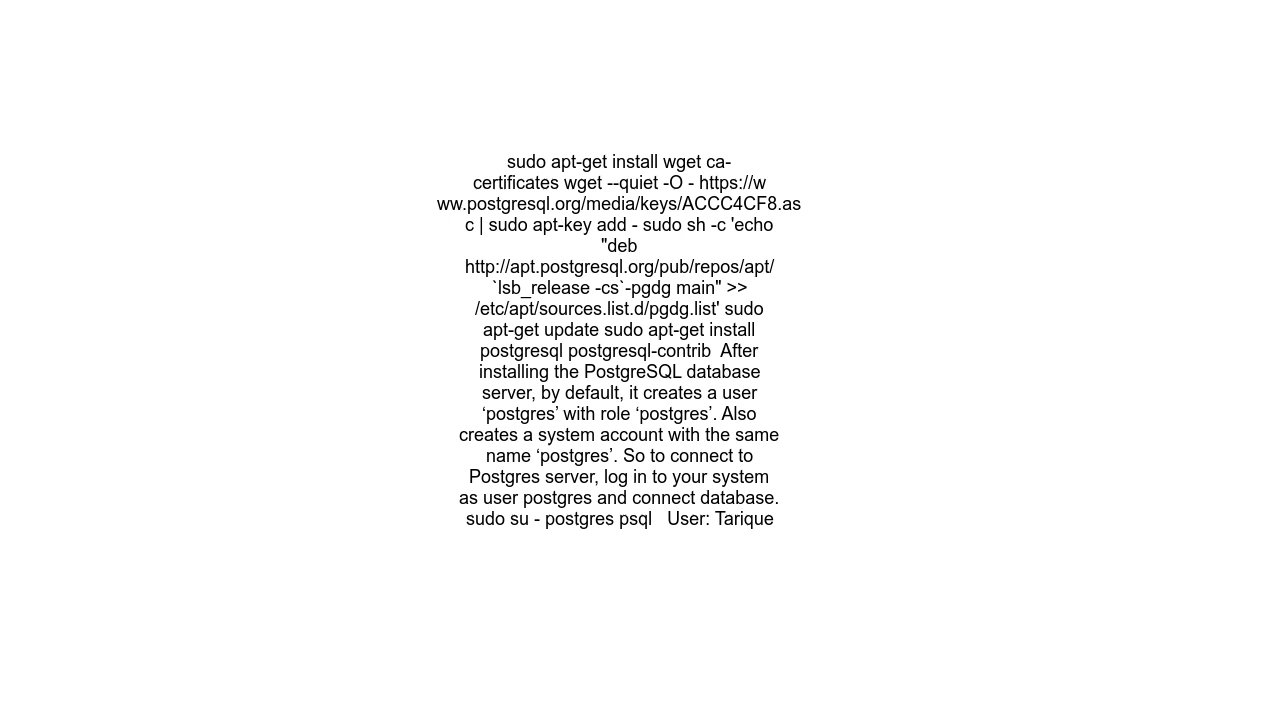 sudo apt-get install wget ca-
certificates wget --quiet -O - https://w
ww.postgresql.org/media/keys/ACCC4CF8.as
c | sudo apt-key add - sudo sh -c 'echo
"deb
http://apt.postgresql.org/pub/repos/apt/
`lsb_release -cs`-pgdg main" >>
/etc/apt/sources.list.d/pgdg.list' sudo
apt-get update sudo apt-get install
postgresql postgresql-contrib  After
installing the PostgreSQL database
server, by default, it creates a user
‘postgres’ with role ‘postgres’. Also
creates a system account with the same
name ‘postgres’. So to connect to
Postgres server, log in to your system
as user postgres and connect database.
sudo su - postgres psql   User: Tarique